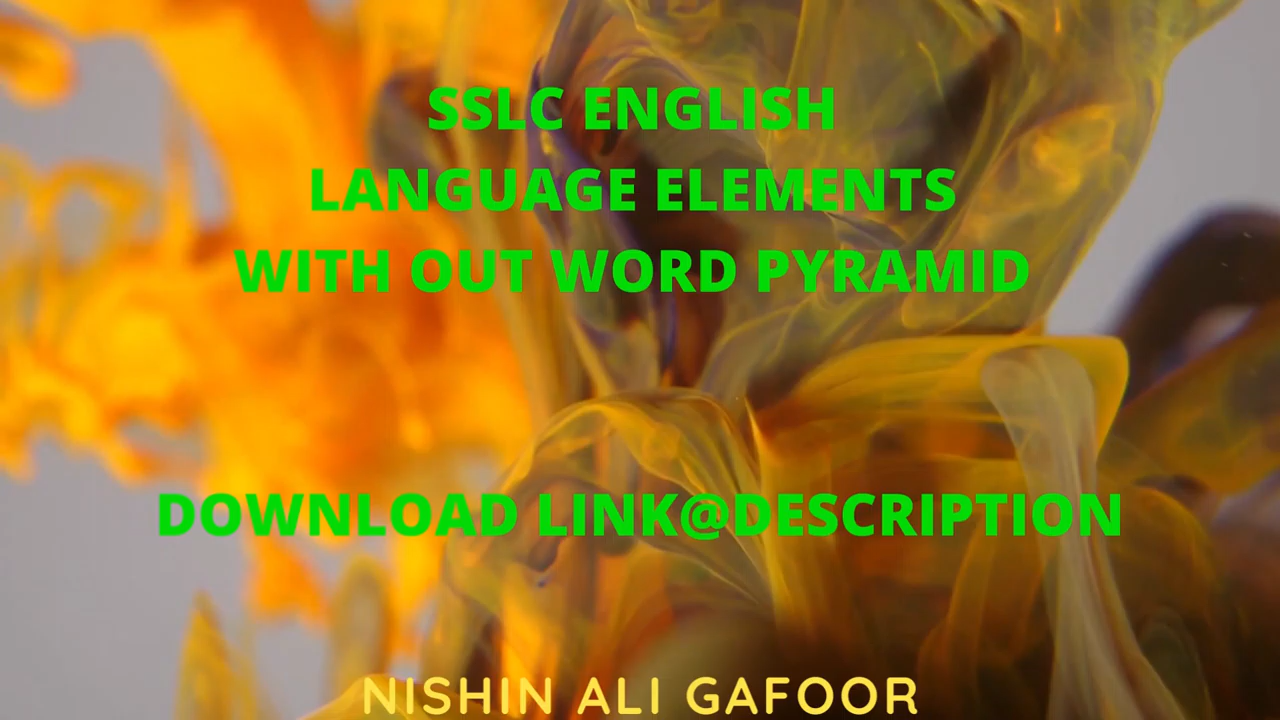 SSLC ENGLISH
LANGUAGE ELEMENTS
WITH OUT WORD PYRAMID
DOWNLOAD LINK@DESCRIPTION
NISHIN ALI GAFOOR